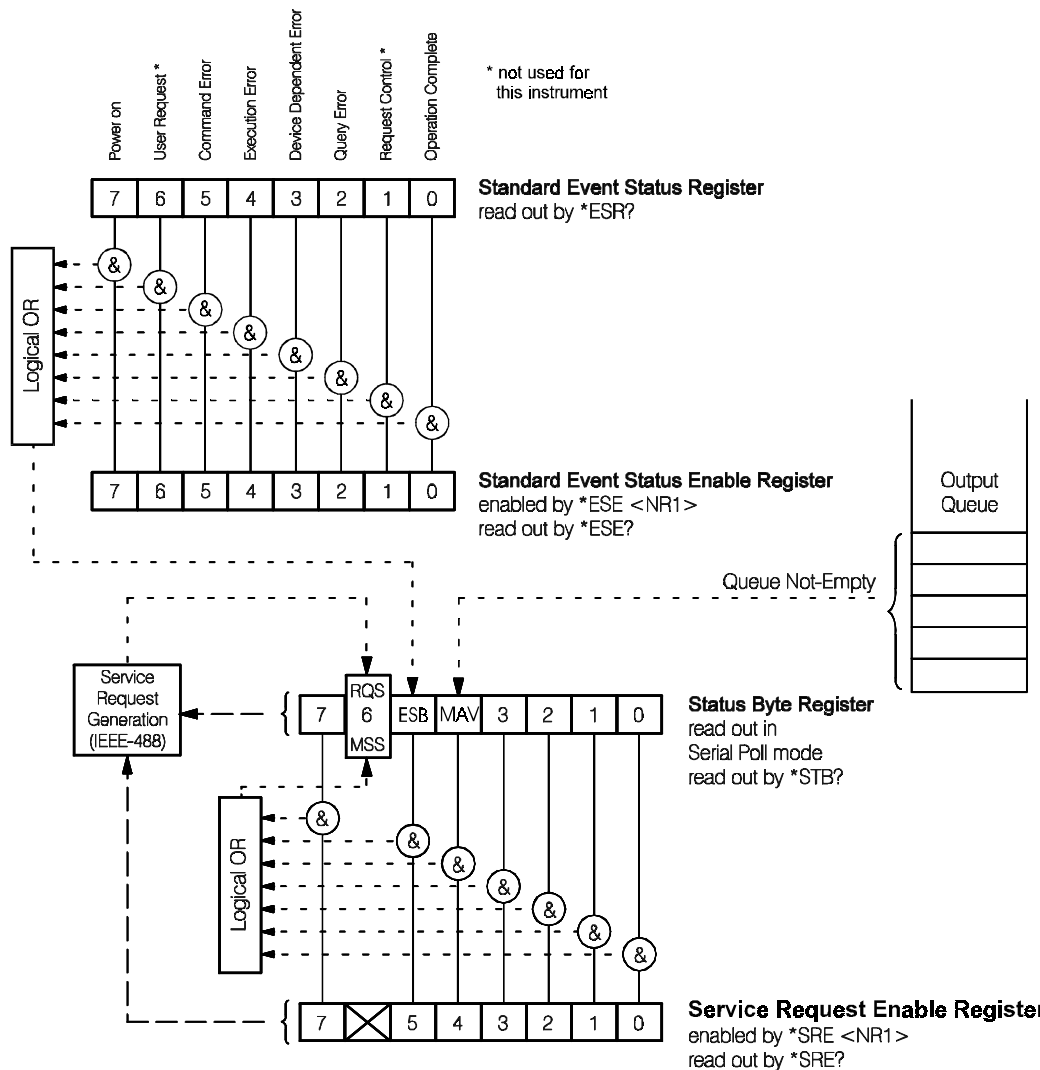 Power on
User Request *
Command Error
Execution Error
Device Dependent Error
Query Error
Request Control *
Operation Complete
* not used for
this instrument
7 6 5 4 3 2 1 0
Standard Event Status Register
read out by *ESR?
Logical OR
&
&
&
&
&
&
&
&
7 6 5 4 3 2 1 0
Standard Event Status Enable Register
enabled by *ESE <NR1>
read out by *ESE?
Output
Queue
Queue Not-Empty
Service
Request
Generation
(IEEE-488)
RQS
7 6 ESB MAV 3 2 1 0
MSS
Status Byte Register
read out in
Serial Poll mode
read out by *STB?
Logical OR
&
&
&
&
&
&
&
7 5 4 3 2 1 0
Service Request Enable Register
enabled by *SRE <NR1>
read out by *SRE?